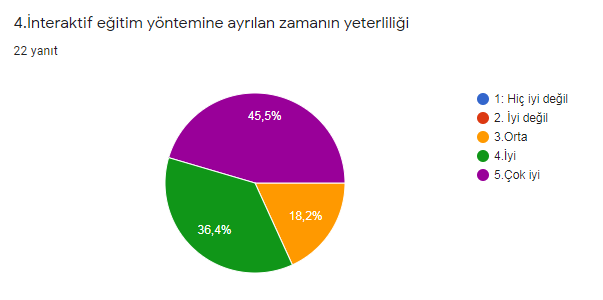 4.İnteraktif eğitim yöntemine ayrılan zamanın yeterliliği
22 yanıt
45,5%
18,2%
36,4%
1: Hiç iyi değil
2. İyi değil
3.Orta
4.İyi
5.Çok iyi